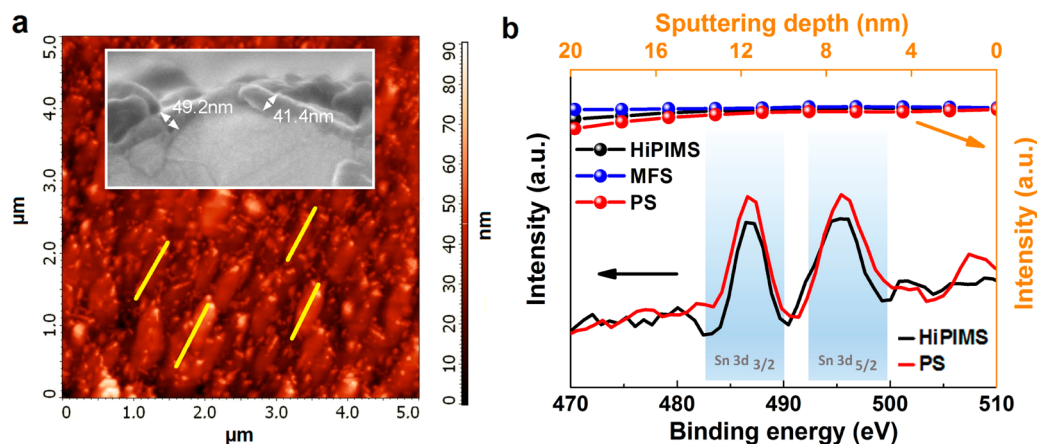 a
5.0
4.0
3.0
2.0
1.0
0
μm
0
1.0
2.0
3.0
4.0
5.0
μm
49.2nm
41.4nm
90
80
70
60
50
40
30
20
10
0
nm
b
Sputtering depth (nm)
20 16 12 8 4 0
HiPIMS
MFS
PS
Intensity (a.u.)
Intensity (a.u.)
Sn 3d 3/2
Sn 3d 5/2
HiPIMS
PS
470 480 490 500 510
Binding energy (eV)